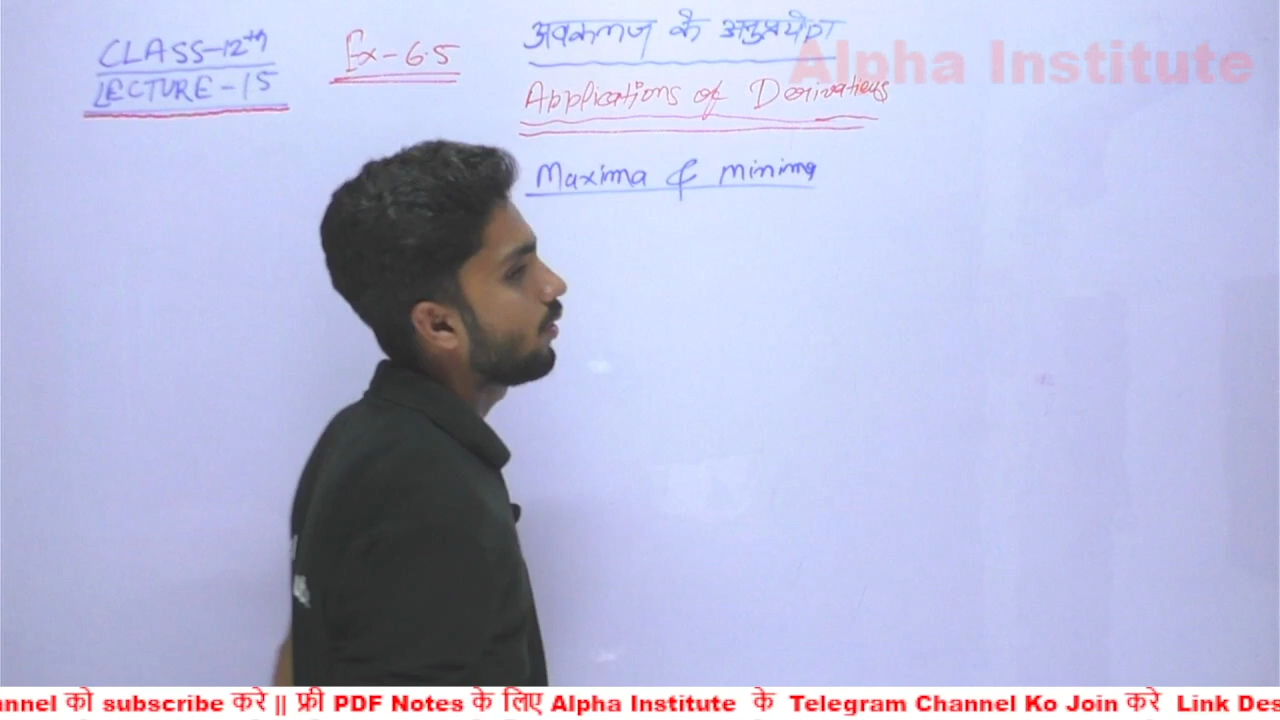 CLASS-12th
LECTURE-15
Ex-6.5
अवकलज के अनुप्रयोग
Applications of Derivatives
Maxima & Minima
Alpha Institute
annel को subscribe करे || फ्री PDF Notes के लिए Alpha Institute के Telegram Channel Ko Join करे Link Des